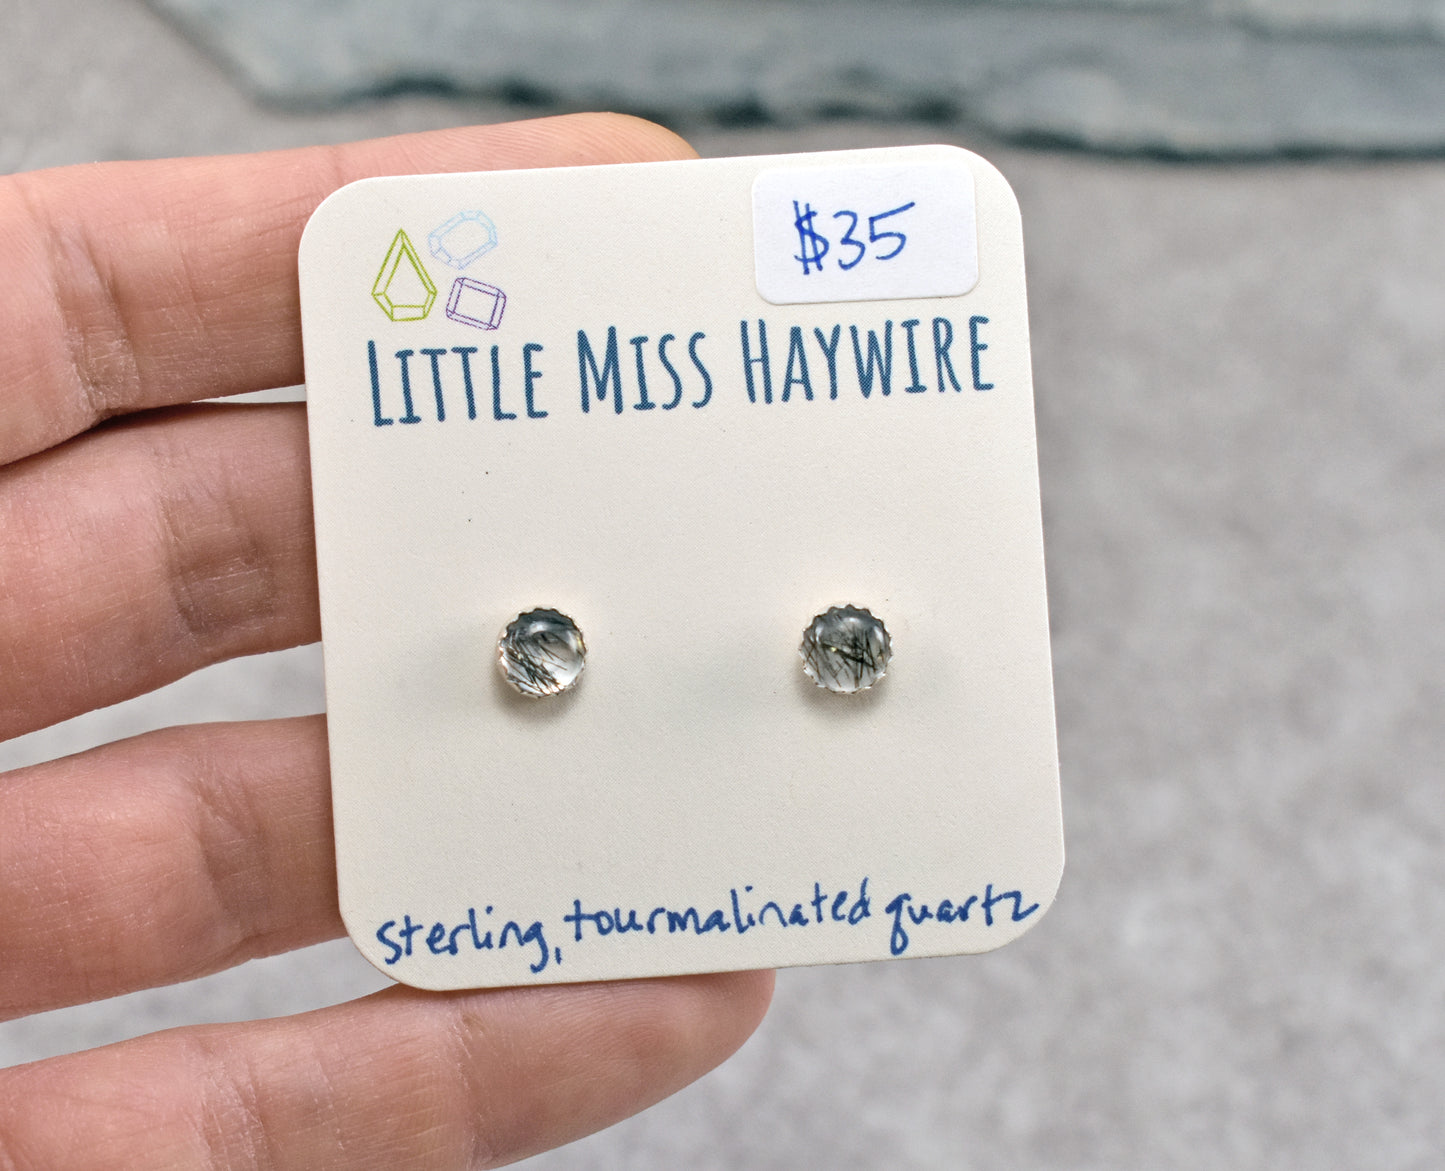 $35
LITTLE MISS HAYWIRE
sterling, tourmalinated quartz